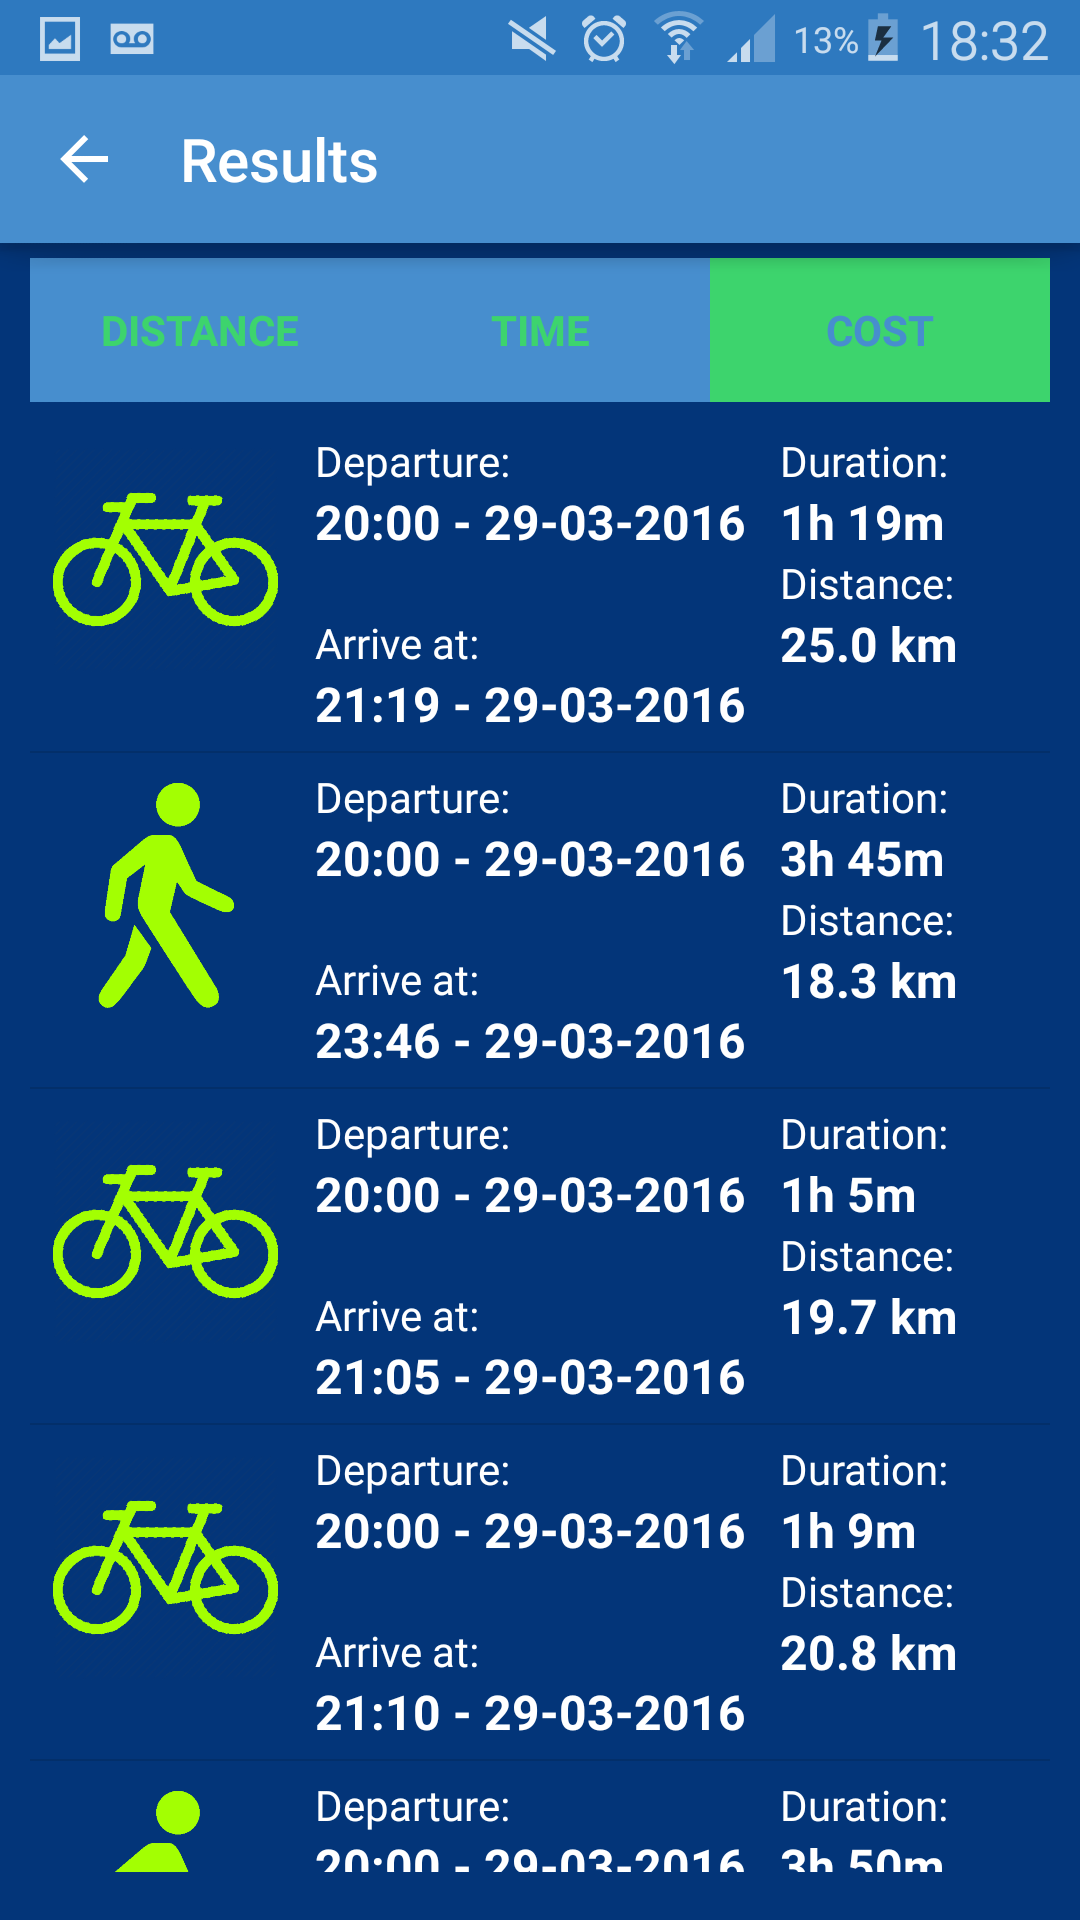 13% 18:32
Results
DISTANCE TIME COST
Departure: Duration:
20:00 - 29-03-2016 1h 19m
Distance:
Arrive at: 25.0 km
21:19 - 29-03-2016
Departure: Duration:
20:00 - 29-03-2016 3h 45m
Distance:
Arrive at: 18.3 km
23:46 - 29-03-2016
Departure: Duration:
20:00 - 29-03-2016 1h 5m
Distance:
Arrive at: 19.7 km
21:05 - 29-03-2016
Departure: Duration:
20:00 - 29-03-2016 1h 9m
Distance:
Arrive at: 20.8 km
21:10 - 29-03-2016
Departure: Duration:
20:00 - 29-03-2016 3h 50m